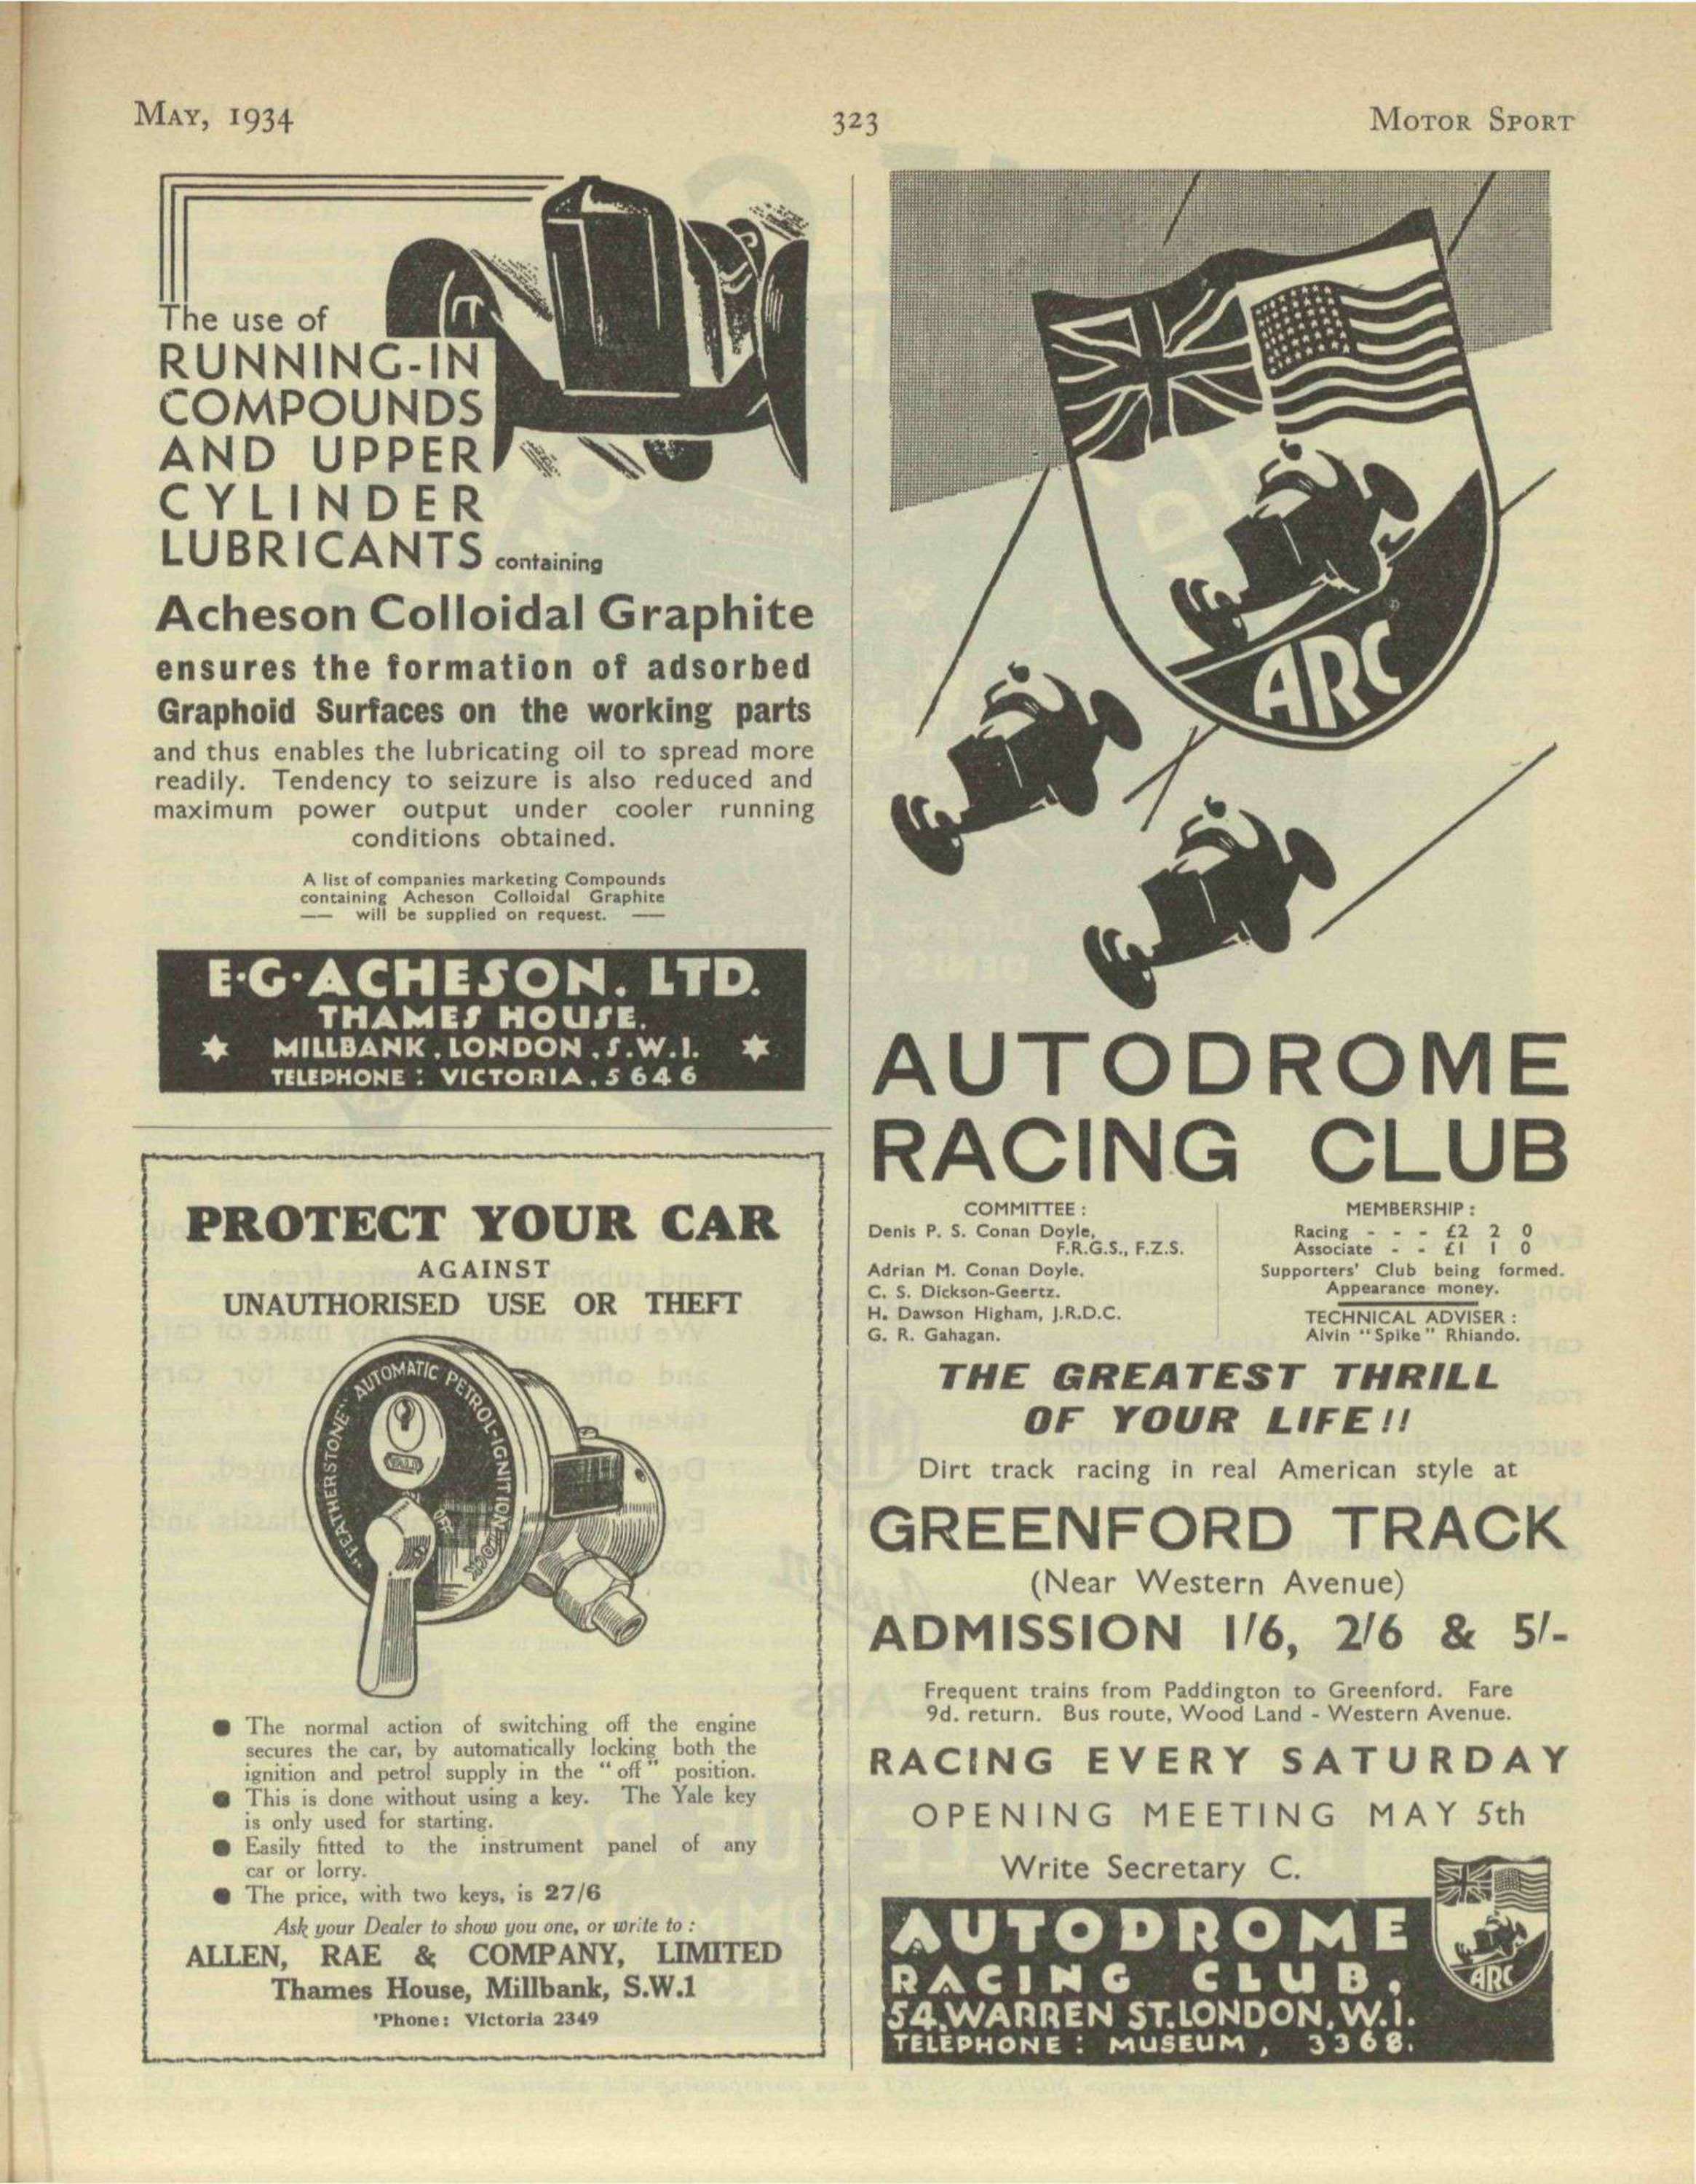 MAY, 1934
323
MOTOR SPORT
The use of
RUNNING-IN
COMPOUNDS
AND UPPER
CYLINDER
LUBRICANTS containing
Acheson Colloidal Graphite
ensures the formation of adsorbed
Graphoid Surfaces on the working parts
and thus enables the lubricating oil to spread more
readily. Tendency to seizure is also reduced and
maximum power output under cooler running
conditions obtained.
A list of companies marketing Compounds
containing Acheson Colloidal Graphite
—— will be supplied on request. ——
E·G·ACHESON. LTD.
THAMES HOUSE.
MILLBANK. LONDON. S.W.1.
TELEPHONE : VICTORIA. 5646
PROTECT YOUR CAR
AGAINST
UNAUTHORISED USE OR THEFT
"FEATHERSTONE" AUTOMATIC PETROL-IGNITION LOCK
YALE
OFF
● The normal action of switching off the engine
secures the car, by automatically locking both the
ignition and petrol supply in the "off" position.
● This is done without using a key. The Yale key
is only used for starting.
● Easily fitted to the instrument panel of any
car or lorry.
● The price, with two keys, is 27/6
Ask your Dealer to show you one, or write to :
ALLEN, RAE & COMPANY, LIMITED
Thames House, Millbank, S.W.1
'Phone: Victoria 2349
ARC
AUTODROME
RACING CLUB
COMMITTEE :
Denis P. S. Conan Doyle,
F.R.G.S., F.Z.S.
Adrian M. Conan Doyle.
C. S. Dickson-Geertz.
H. Dawson Higham, J.R.D.C.
G. R. Gahagan.
MEMBERSHIP :
Racing - - - £2 2 0
Associate - - £1 1 0
Supporters' Club being formed.
Appearance money.
TECHNICAL ADVISER :
Alvin "Spike" Rhiando.
THE GREATEST THRILL
OF YOUR LIFE!!
Dirt track racing in real American style at
GREENFORD TRACK
(Near Western Avenue)
ADMISSION 1/6, 2/6 & 5/-
Frequent trains from Paddington to Greenford. Fare
9d. return. Bus route, Wood Land - Western Avenue.
RACING EVERY SATURDAY
OPENING MEETING MAY 5th
Write Secretary C.
AUTODROME
RACING CLUB,
54, WARREN ST. LONDON, W.1.
TELEPHONE : MUSEUM, 3368.
ARC